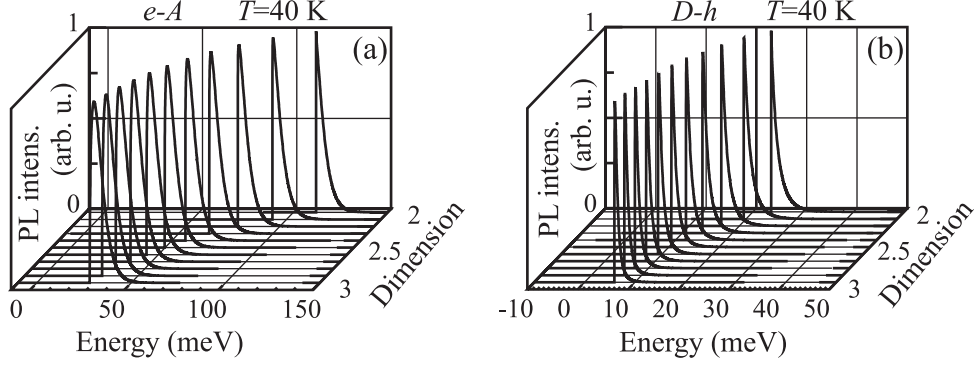 e-A T=40 K
(a)
1
0
PL intens.
(arb. u.)
2
2.5
3
Dimension
0 50 100 150
Energy (meV)
D-h T=40 K
(b)
1
0
PL intens.
(arb. u.)
2
2.5
3
Dimension
-10 0 10 20 30 40 50
Energy (meV)